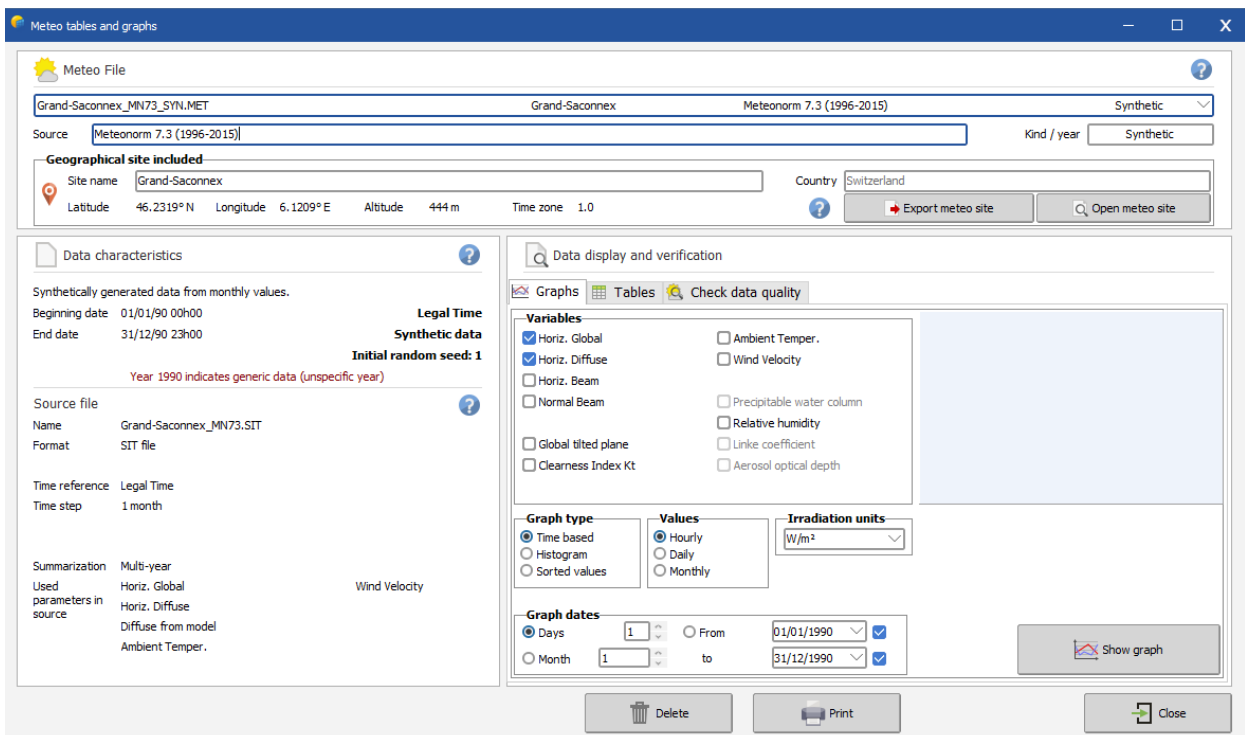 Meteo tables and graphs
Meteo File
Grand-Saconnex_MN73_SYN.MET Grand-Saconnex Meteonorm 7.3 (1996-2015) Synthetic
Source Meteonorm 7.3 (1996-2015) Kind / year Synthetic
Geographical site included
Site name Grand-Saconnex Country Switzerland
Latitude 46.2319° N Longitude 6.1209° E Altitude 444 m Time zone 1.0 Export meteo site Open meteo site
Data characteristics
Synthetically generated data from monthly values.
Beginning date 01/01/90 00h00 Legal Time
End date 31/12/90 23h00 Synthetic data
Initial random seed: 1
Year 1990 indicates generic data (unspecific year)
Source file
Name Grand-Saconnex_MN73.SIT
Format SIT file
Time reference Legal Time
Time step 1 month
Summarization Multi-year
Used parameters in source Horiz. Global Wind Velocity
Horiz. Diffuse
Diffuse from model
Ambient Temper.
Data display and verification
Graphs Tables Check data quality
Variables
Horiz. Global Ambient Temper.
Horiz. Diffuse Wind Velocity
Horiz. Beam
Normal Beam Precipitable water column
Relative humidity
Global tilted plane Linke coefficient
Clearness Index Kt Aerosol optical depth
Graph type Values Irradiation units
Time based Hourly W/m²
Histogram Daily
Sorted values Monthly
Graph dates
Days 1 From 01/01/1990
Month 1 to 31/12/1990
Show graph
Delete Print Close